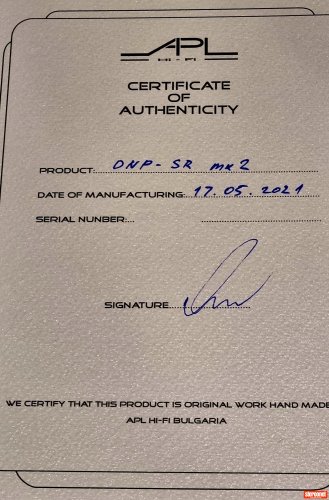 APL
HI-FI
CERTIFICATE
OF
AUTHENTICITY
PRODUCT: DNP-SR mk2
DATE OF MANUFACTURING: 17.05.2021
SERIAL NUMBER:
SIGNATURE
WE CERTIFY THAT THIS PRODUCT IS ORIGINAL WORK HAND MADE
APL HI-FI BULGARIA